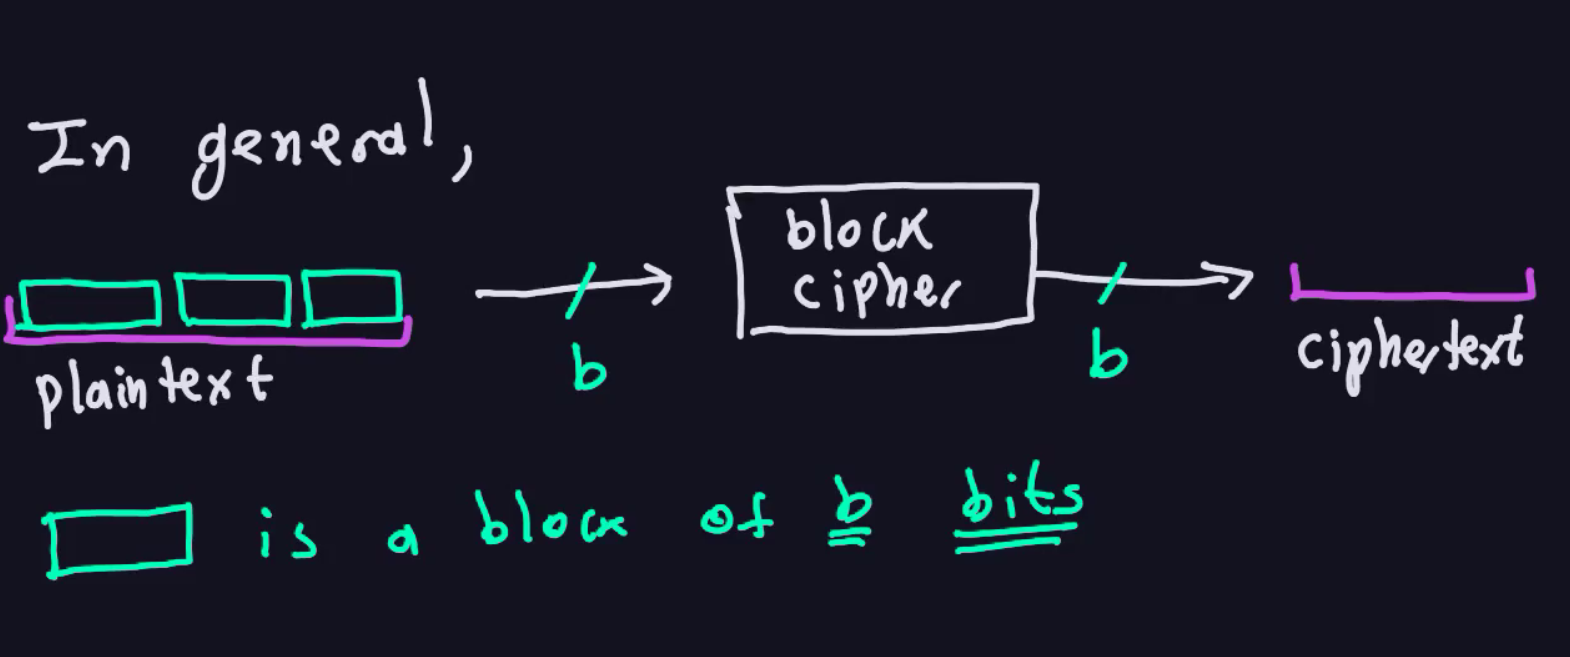 In general,
block
cipher
plaintext
b
b
ciphertext
is a block of b bits